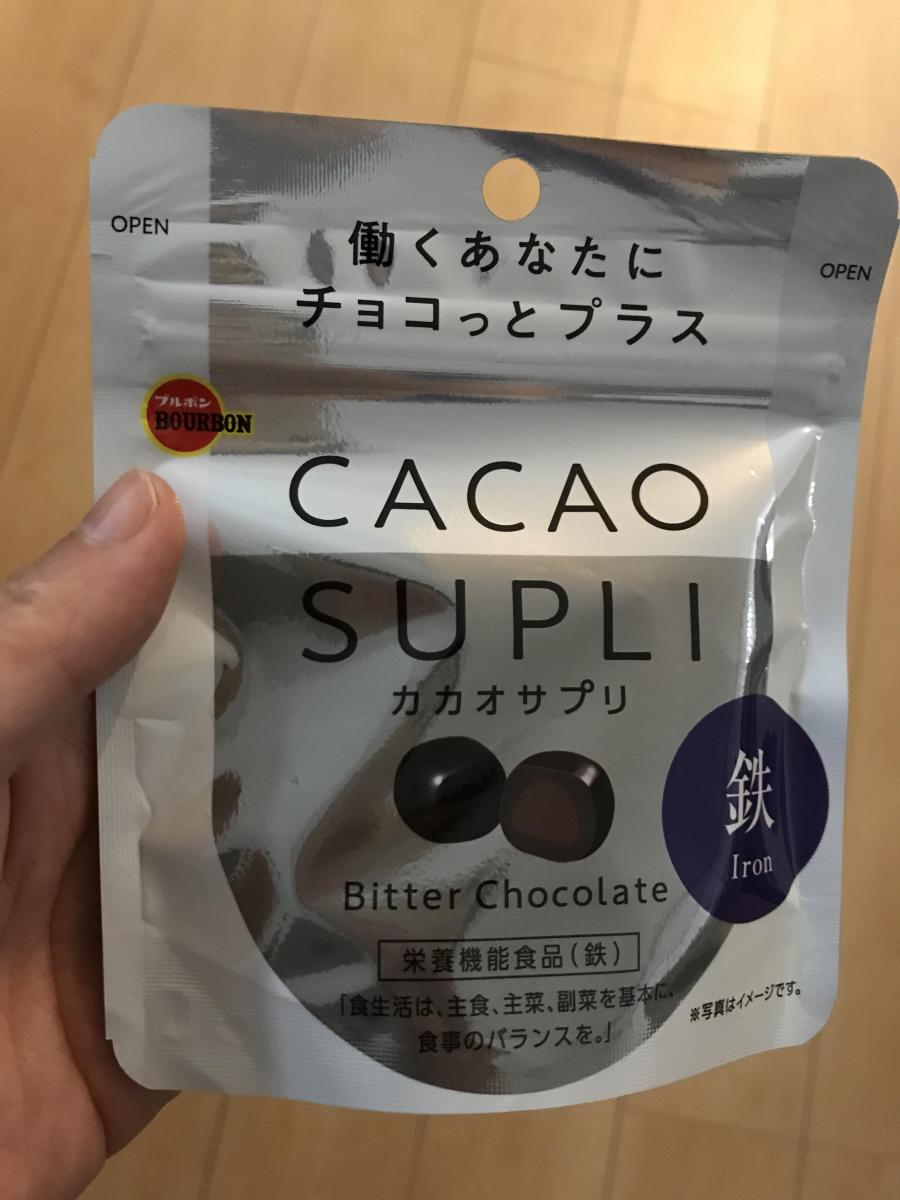 OPEN
OPEN
働くあなたに
チョコっとプラス
ブルボン
BOURBON
CACAO
SUPLI
カカオサプリ
鉄
Iron
Bitter Chocolate
栄養機能食品(鉄)
「食生活は、主食、主菜、副菜を基本に、
食事のバランスを。」
※写真はイメージです。